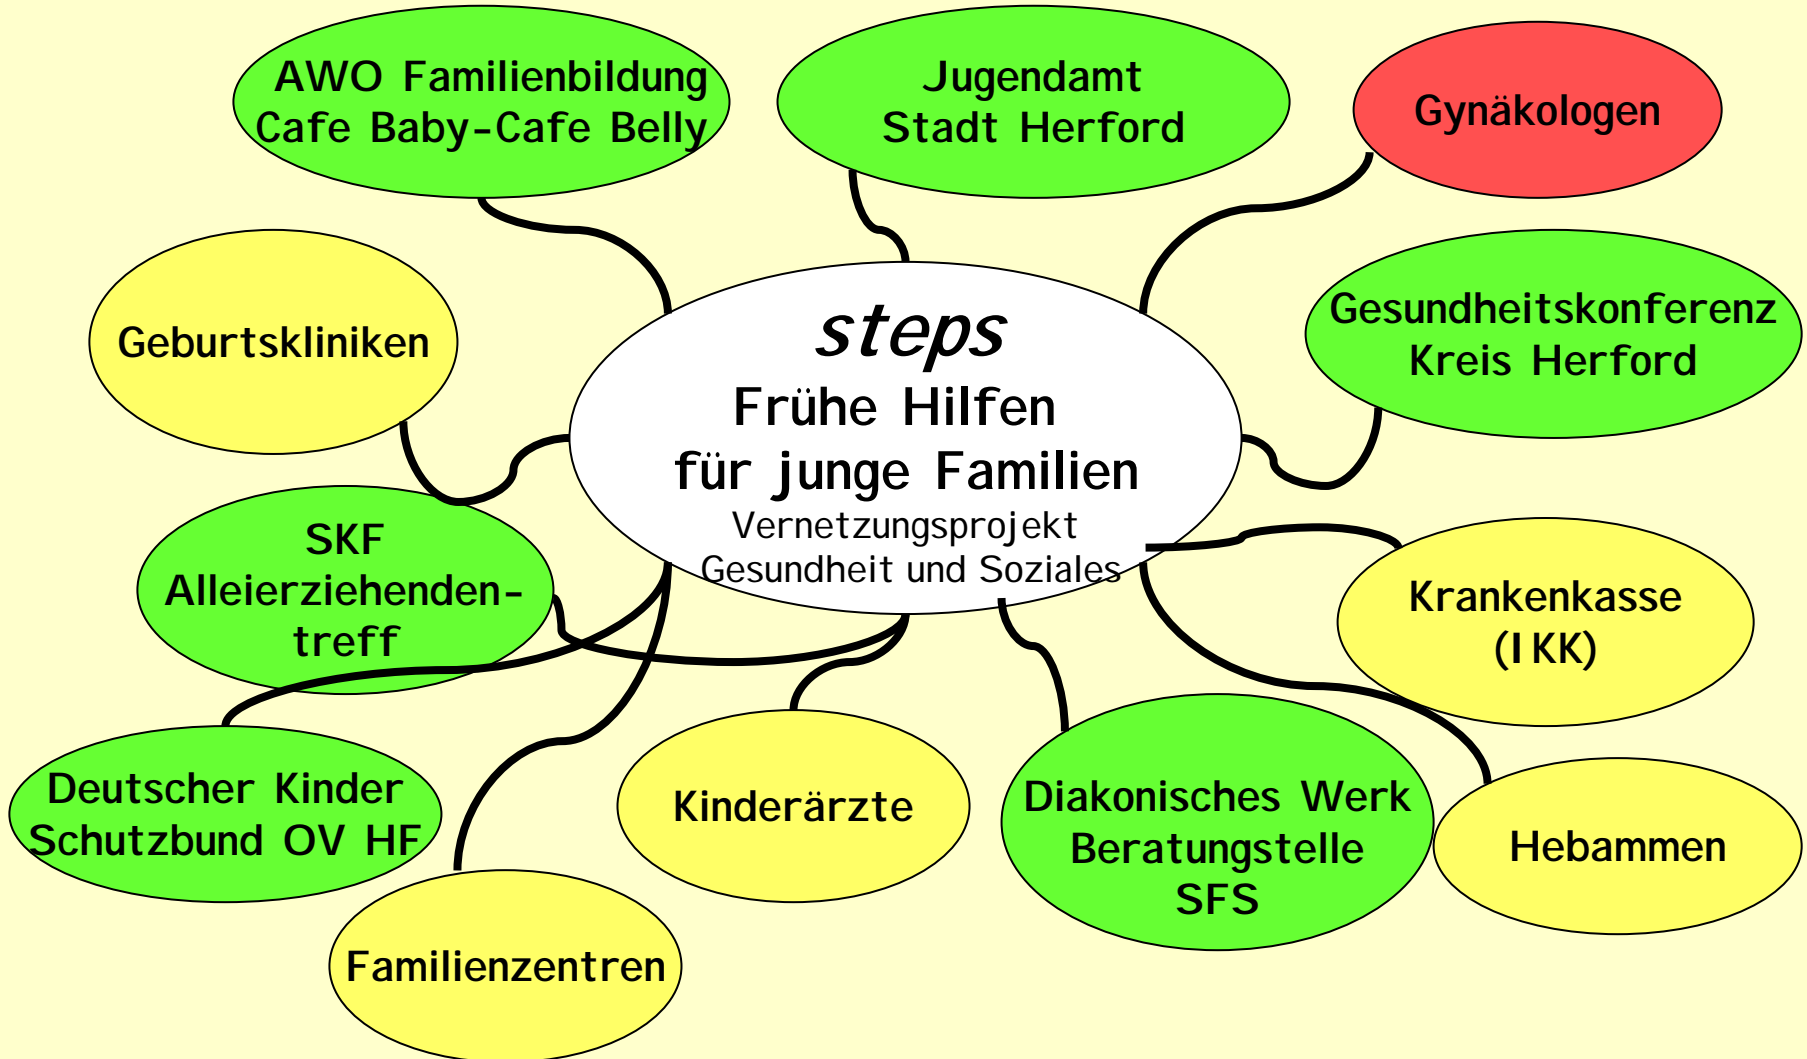 AWO Familienbildung
Cafe Baby-Cafe Belly
Jugendamt
Stadt Herford
Gynäkologen
Geburtskliniken
steps
Frühe Hilfen
für junge Familien
Vernetzungsprojekt
Gesundheit und Soziales
Gesundheitskonferenz
Kreis Herford
SKF
Alleierziehenden-
treff
Krankenkasse
(IKK)
Deutscher Kinder
Schutzbund OV HF
Kinderärzte
Diakonisches Werk
Beratungstelle
SFS
Hebammen
Familienzentren